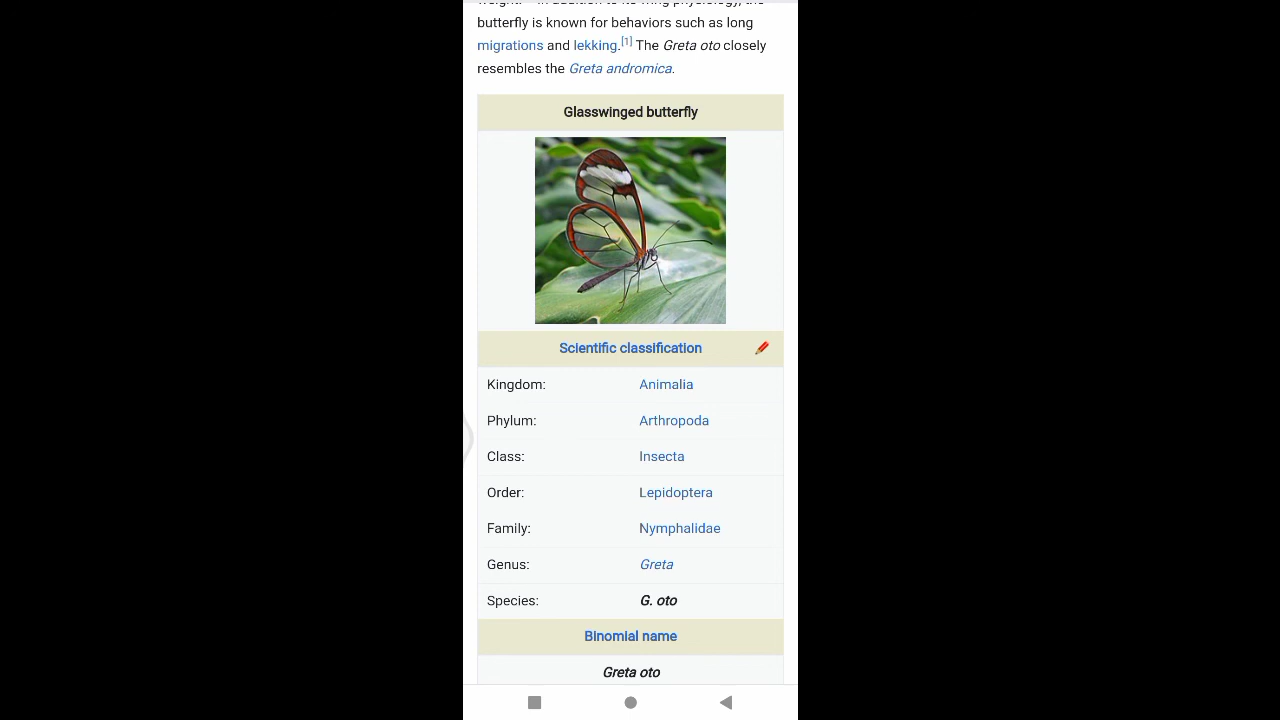 butterfly is known for behaviors such as long
migrations and lekking.[1] The Greta oto closely
resembles the Greta andromica.
Glasswinged butterfly
Scientific classification
Kingdom: Animalia
Phylum: Arthropoda
Class: Insecta
Order: Lepidoptera
Family: Nymphalidae
Genus: Greta
Species: G. oto
Binomial name
Greta oto